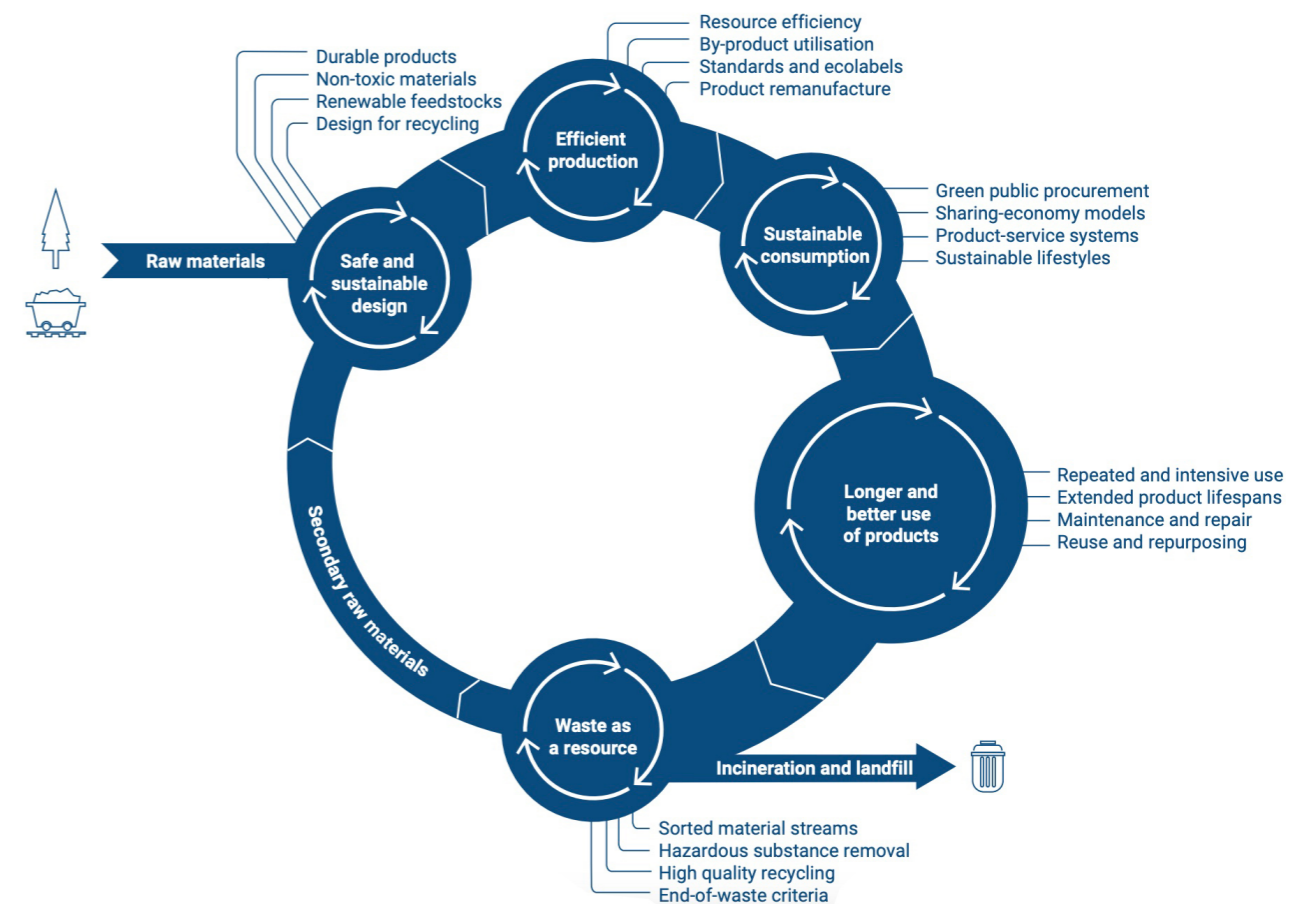 Resource efficiency
By-product utilisation
Standards and ecolabels
Product remanufacture
Durable products
Non-toxic materials
Renewable feedstocks
Design for recycling
Efficient
production
Green public procurement
Sharing-economy models
Product-service systems
Sustainable lifestyles
Sustainable
consumption
Raw materials
Safe and
sustainable
design
Repeated and intensive use
Extended product lifespans
Maintenance and repair
Reuse and repurposing
Longer and
better use
of products
Secondary raw materials
Waste as
a resource
Incineration and landfill
Sorted material streams
Hazardous substance removal
High quality recycling
End-of-waste criteria